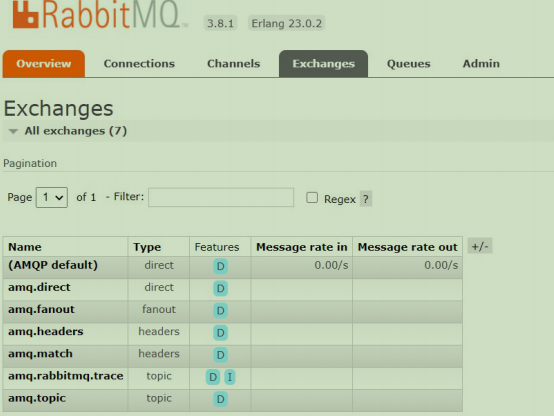 RabbitMQ 3.8.1 Erlang 23.0.2
Overview Connections Channels Exchanges Queues Admin
Exchanges
All exchanges (7)
Pagination
Page 1 of 1 - Filter: Regex ?
Name Type Features Message rate in Message rate out +/-
(AMQP default) direct D 0.00/s 0.00/s
amq.direct direct D
amq.fanout fanout D
amq.headers headers D
amq.match headers D
amq.rabbitmq.trace topic D I
amq.topic topic D